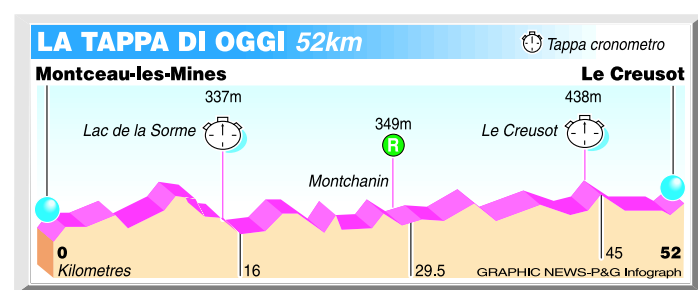 LA TAPPA DI OGGI 52km
Tappa cronometro
Montceau-les-Mines
Le Creusot
337m
438m
Lac de la Sorme
349m
Le Creusot
R
Montchanin
0
45
52
Kilometres
16
29.5
GRAPHIC NEWS-P&G Infograph